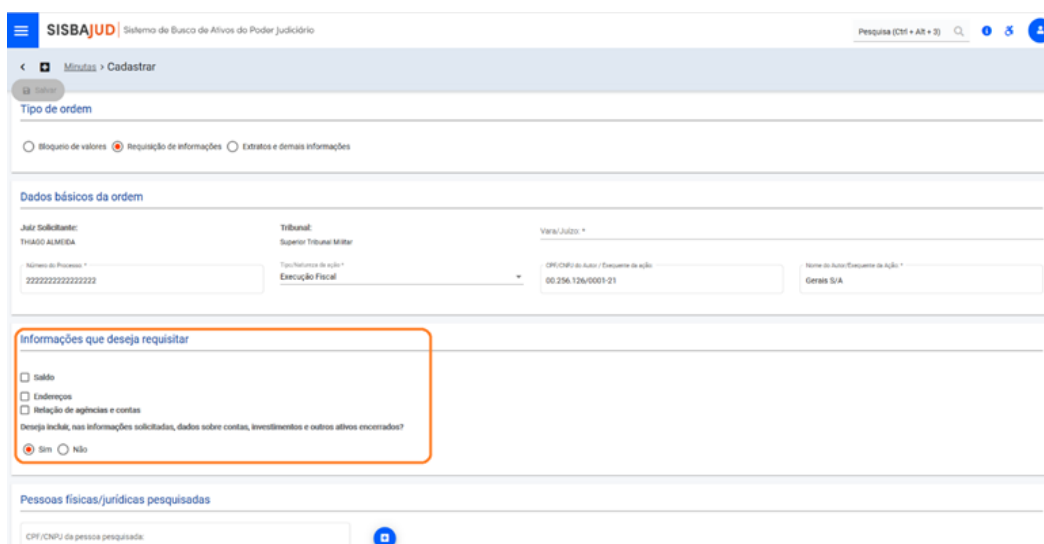 SISBAJUD Sistema de Busca de Ativos do Poder Judiciário Pesquisa (Ctrl + Alt + 3)
Minutas > Cadastrar
Salvar
Tipo de ordem
Bloqueio de valores Requisição de informações Extratos e demais informações
Dados básicos da ordem
Juiz Solicitante: Tribunal: Vara/Juízo: *
THIAGO ALMEIDA Superior Tribunal Militar
Número do Processo: * Tipo/Natureza da ação * CPF/CNPJ do Autor / Exequente da ação: Nome do Autor/Exequente da Ação: *
2222222222222222 Execução Fiscal 00.256.126/0001-21 Gerais S/A
Informações que deseja requisitar
Saldo
Endereços
Relação de agências e contas
Deseja incluir, nas informações solicitadas, dados sobre contas, investimentos e outros ativos encerrados?
Sim Não
Pessoas físicas/jurídicas pesquisadas
CPF/CNPJ da pessoa pesquisada: